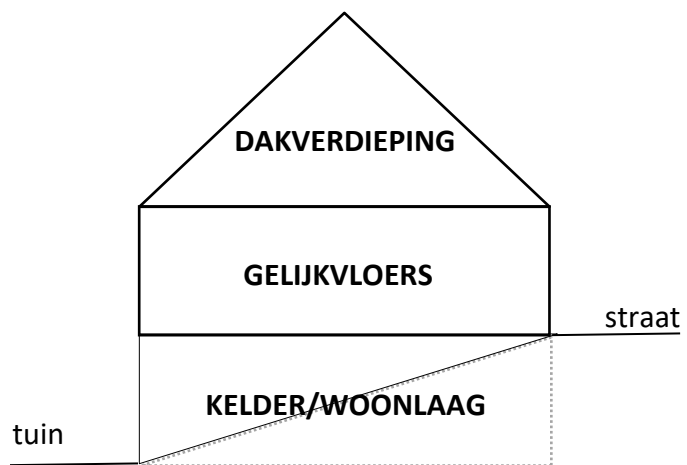 DAKVERDIEPING
GELIJKVLOERS
straat
KELDER/WOONLAAG
tuin